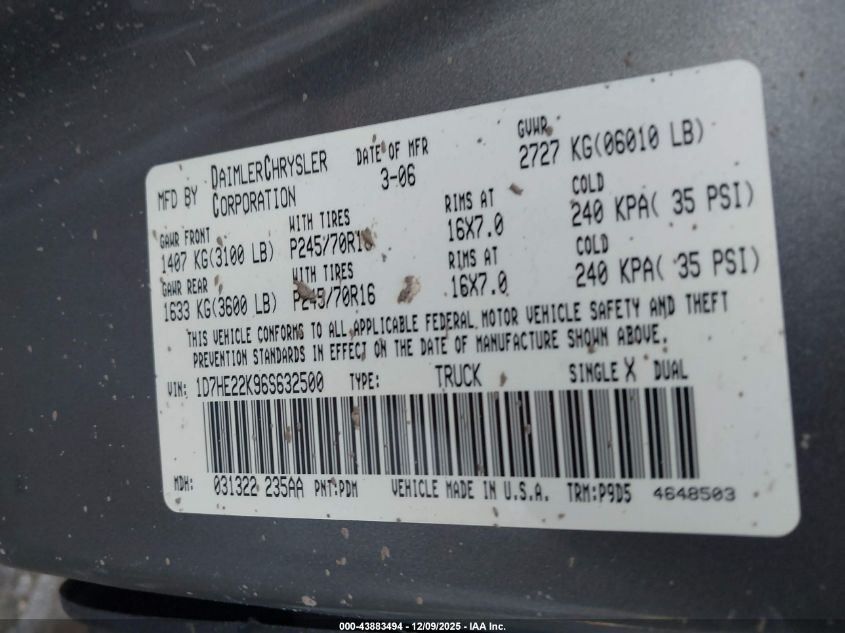 MFD BY DAIMLERCHRYSLER CORPORATION DATE OF MFR 3-06 GVWR 2727 KG(06010 LB)
GAWR FRONT WITH TIRES RIMS AT COLD
1407 KG(3100 LB) P245/70R16 16X7.0 240 KPA( 35 PSI)
GAWR REAR WITH TIRES RIMS AT COLD
1633 KG(3600 LB) P245/70R16 16X7.0 240 KPA( 35 PSI)
THIS VEHICLE CONFORMS TO ALL APPLICABLE FEDERAL MOTOR VEHICLE SAFETY AND THEFT
PREVENTION STANDARDS IN EFFECT ON THE DATE OF MANUFACTURE SHOWN ABOVE.
VIN: 1D7HE22K96S632500 TYPE: TRUCK SINGLE X DUAL
MDH: 031322 235AA PNT:PDM VEHICLE MADE IN U.S.A. TRM:P9D5 4648503
000-43883494 - 12/09/2025 - IAA Inc.